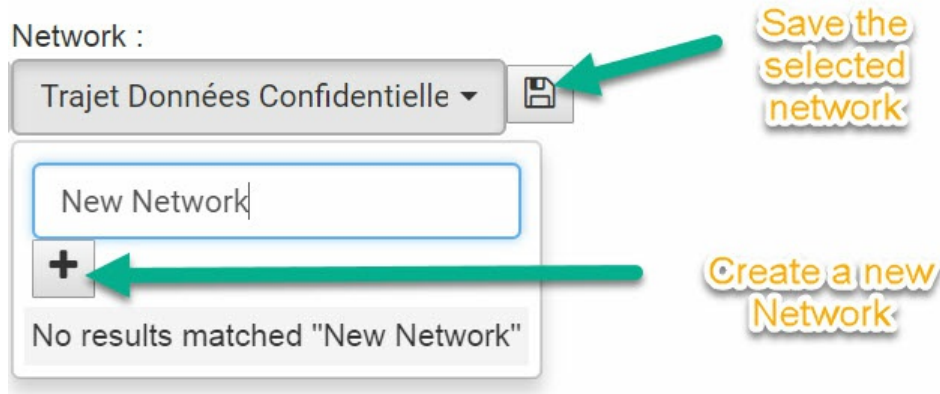 Network :
Save the
selected
network
Trajet Données Confidentielle
New Network
Create a new
Network
No results matched "New Network"